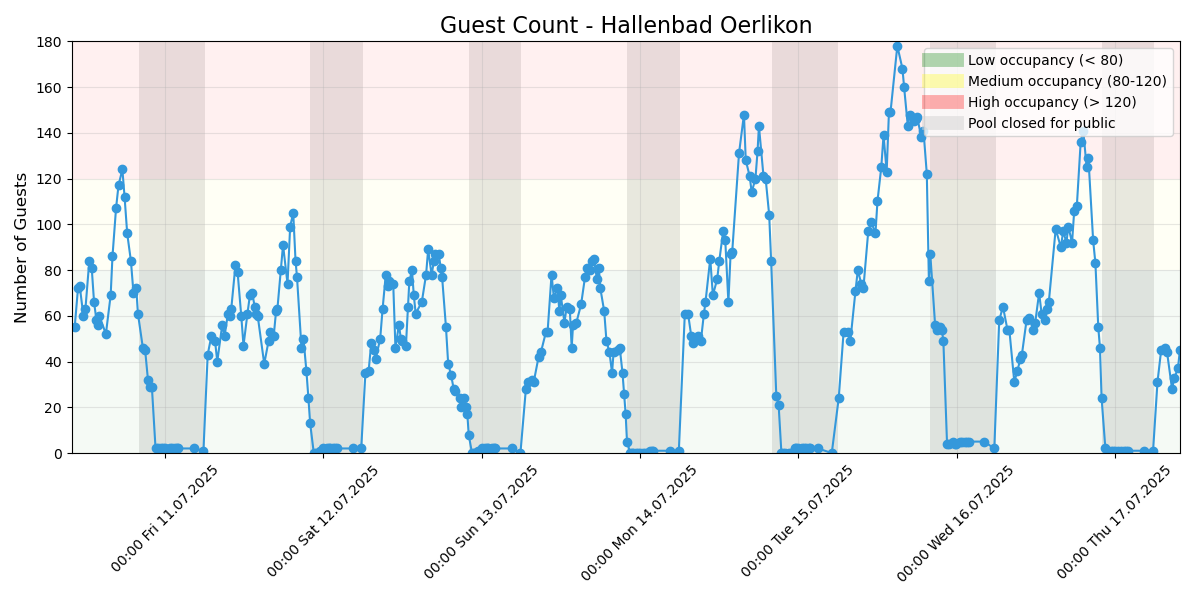 Guest Count - Hallenbad Oerlikon
Number of Guests
180
160
140
120
100
80
60
40
20
0
Low occupancy (< 80)
Medium occupancy (80-120)
High occupancy (> 120)
Pool closed for public
00:00 Fri 11.07.2025
00:00 Sat 12.07.2025
00:00 Sun 13.07.2025
00:00 Mon 14.07.2025
00:00 Tue 15.07.2025
00:00 Wed 16.07.2025
00:00 Thu 17.07.2025